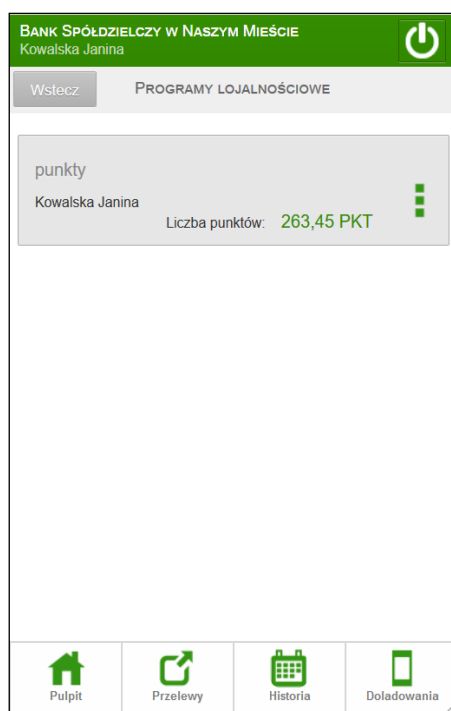 BANK SPÓŁDZIELCZY W NASZYM MIEŚCIE
Kowalska Janina
Wstecz PROGRAMY LOJALNOŚCIOWE
punkty
Kowalska Janina
Liczba punktów: 263,45 PKT
Pulpit Przelewy Historia Doladowania